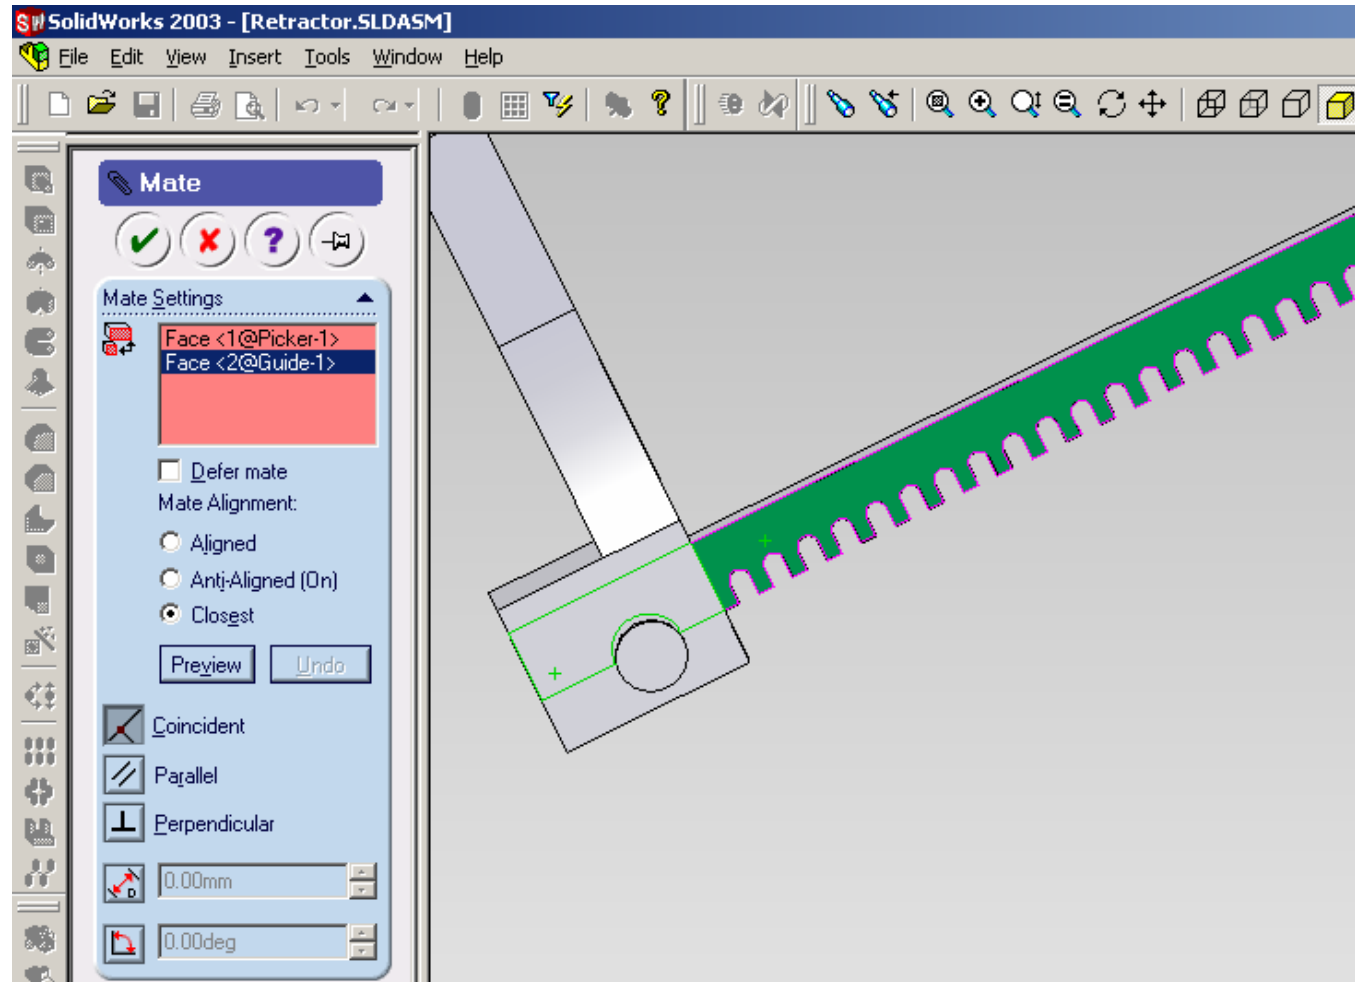 SolidWorks 2003 - [Retractor.SLDASM]
File Edit View Insert Tools Window Help
Mate
Mate Settings
Face <1@Picker-1>
Face <2@Guide-1>
Defer mate
Mate Alignment:
Aligned
Anti-Aligned (On)
Closest
Preview Undo
Coincident
Parallel
Perpendicular
0.00mm
0.00deg